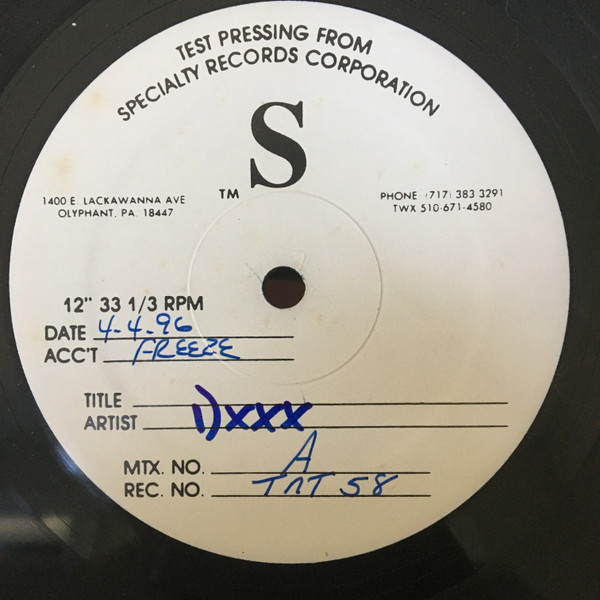 TEST PRESSING FROM
SPECIALTY RECORDS CORPORATION
S
TM
1400 E. LACKAWANNA AVE
OLYPHANT, PA. 18447
PHONE (717) 383 3291
TWX 510-671-4580
12" 33 1/3 RPM
DATE 4-4-96
ACC'T FREEZE
TITLE
ARTIST 1) XXX
MTX. NO. A
REC. NO. TNT 58